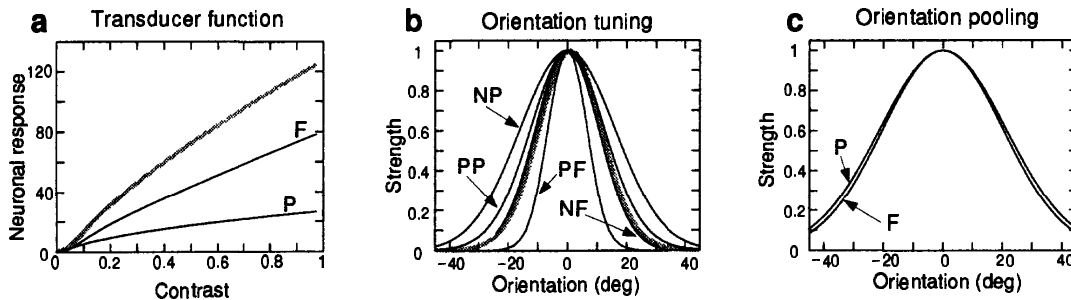 a Transducer function
Neuronal response
120
80
40
0
F
P
0 0.2 0.4 0.6 0.8 1
Contrast
b Orientation tuning
Strength
1
0.8
0.6
0.4
0.2
0
NP
PP
PF
NF
−40 −20 0 20 40
Orientation (deg)
c Orientation pooling
Strength
1
0.8
0.6
0.4
0.2
0
P
F
−40 −20 0 20 40
Orientation (deg)